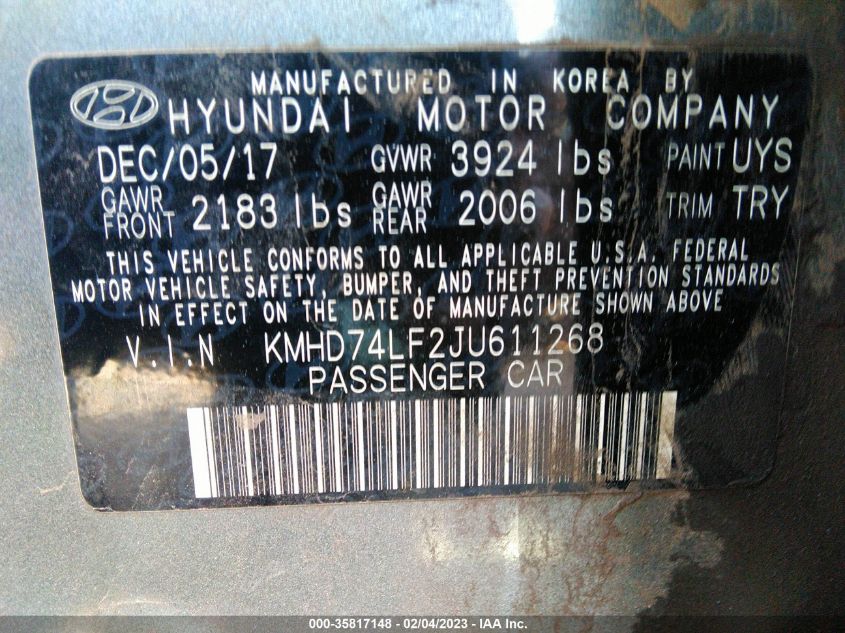 MANUFACTURED IN KOREA BY
HYUNDAI MOTOR COMPANY
DEC/05/17 GVWR 3924 lbs PAINT UYS
GAWR FRONT 2183 lbs GAWR REAR 2006 lbs TRIM TRY
THIS VEHICLE CONFORMS TO ALL APPLICABLE U.S.A. FEDERAL
MOTOR VEHICLE SAFETY, BUMPER, AND THEFT PREVENTION STANDARDS
IN EFFECT ON THE DATE OF MANUFACTURE SHOWN ABOVE
V.I.N KMHD74LF2JU611268
PASSENGER CAR
000-35817148 - 02/04/2023 - IAA Inc.